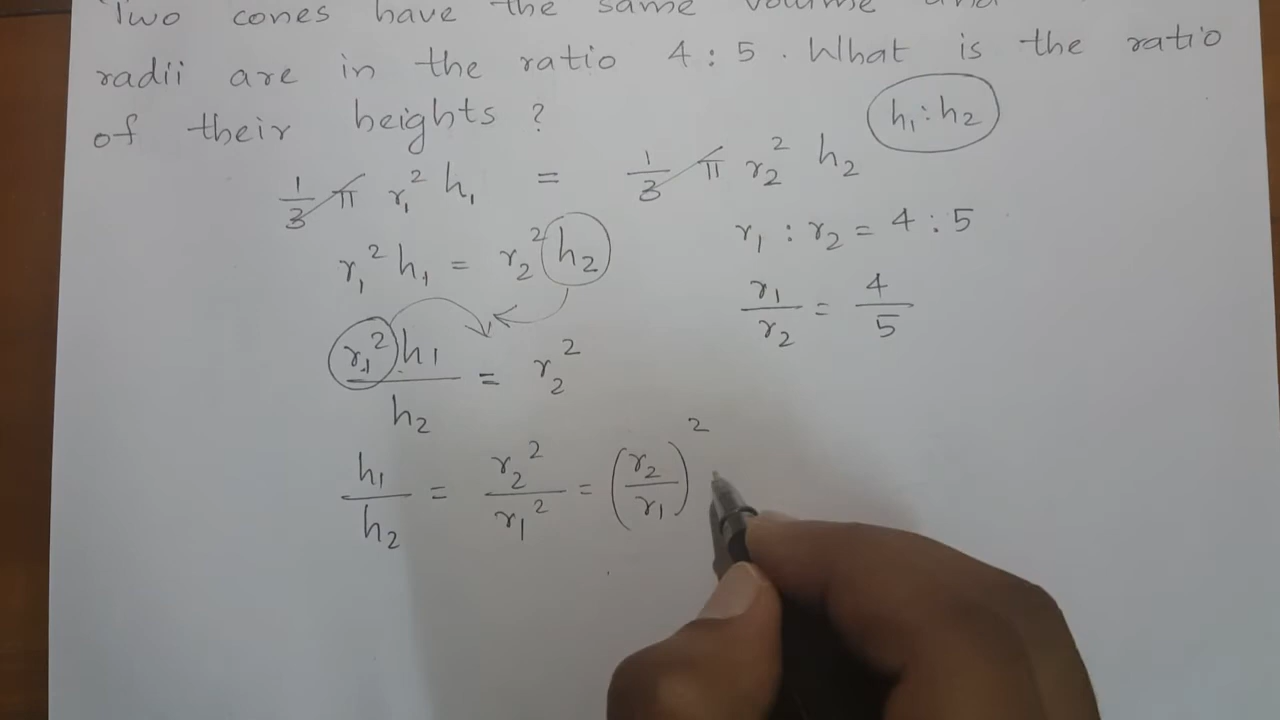 Two cones have the same volume and
radii are in the ratio 4 : 5 . What is the ratio
of their heights ?
h₁ : h₂
1/3 π r₁² h₁ = 1/3 π r₂² h₂
r₁² h₁ = r₂² h₂
r₁ : r₂ = 4 : 5
r₁/r₂ = 4/5
r₁² h₁/h₂ = r₂²
h₁/h₂ = r₂²/r₁² = (r₂/r₁)²